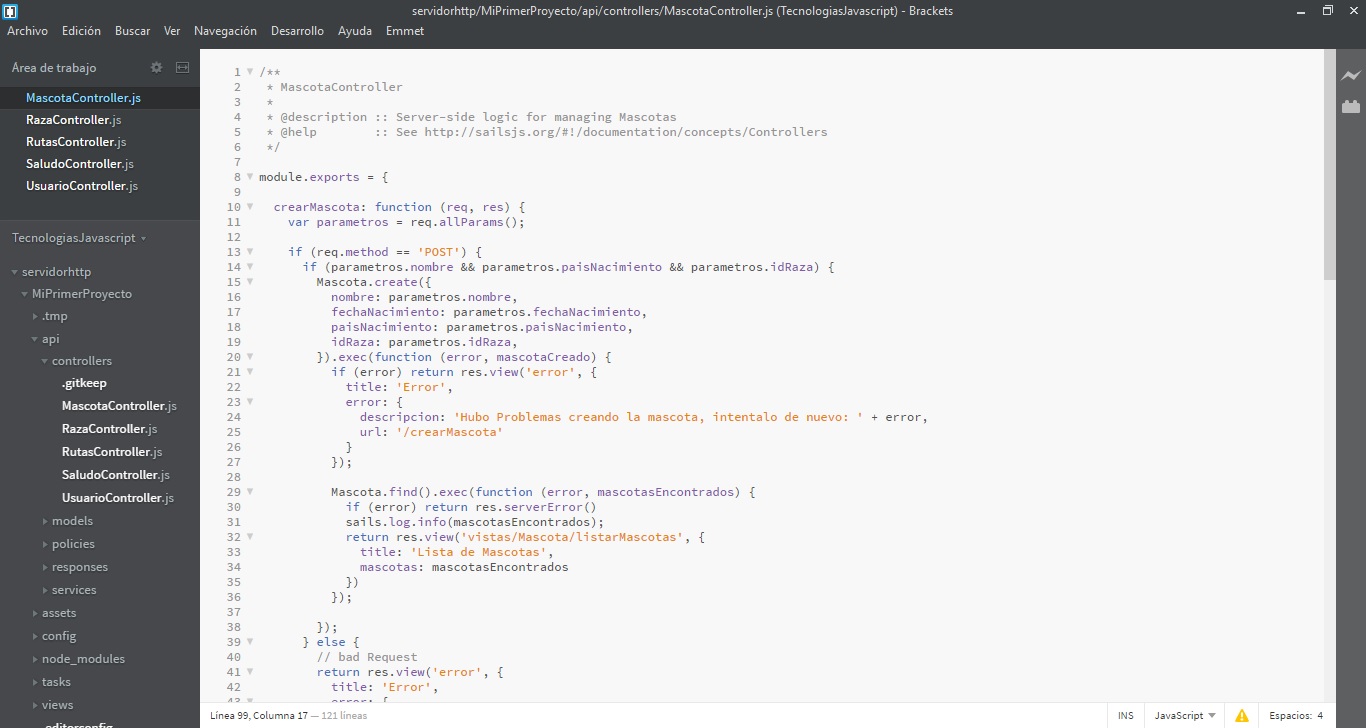 servidorhttp/MiPrimerProyecto/api/controllers/MascotaController.js (TecnologiasJavascript) - Brackets
Archivo Edición Buscar Ver Navegación Desarrollo Ayuda Emmet
Área de trabajo
MascotaController.js
RazaController.js
RutasController.js
SaludoController.js
UsuarioController.js
TecnologiasJavascript
servidorhttp
MiPrimerProyecto
.tmp
api
controllers
.gitkeep
MascotaController.js
RazaController.js
RutasController.js
SaludoController.js
UsuarioController.js
models
policies
responses
services
assets
config
node_modules
tasks
views
.editorconfig
1 /**
2  * MascotaController
3  *
4  * @description :: Server-side logic for managing Mascotas
5  * @help        :: See http://sailsjs.org/#!/documentation/concepts/Controllers
6  */
7
8 module.exports = {
9
10   crearMascota: function (req, res) {
11     var parametros = req.allParams();
12
13     if (req.method == 'POST') {
14       if (parametros.nombre && parametros.paisNacimiento && parametros.idRaza) {
15         Mascota.create({
16           nombre: parametros.nombre,
17           fechaNacimiento: parametros.fechaNacimiento,
18           paisNacimiento: parametros.paisNacimiento,
19           idRaza: parametros.idRaza,
20         }).exec(function (error, mascotaCreado) {
21           if (error) return res.view('error', {
22             title: 'Error',
23             error: {
24               descripcion: 'Hubo Problemas creando la mascota, intentalo de nuevo: ' + error,
25               url: '/crearMascota'
26             }
27           });
28
29           Mascota.find().exec(function (error, mascotasEncontrados) {
30             if (error) return res.serverError()
31             sails.log.info(mascotasEncontrados);
32             return res.view('vistas/Mascota/listarMascotas', {
33               title: 'Lista de Mascotas',
34               mascotas: mascotasEncontrados
35             })
36           });
37
38         });
39       } else {
40         // bad Request
41         return res.view('error', {
42           title: 'Error',
43           error: {
Línea 99, Columna 17 — 121 líneas
INS JavaScript Espacios: 4